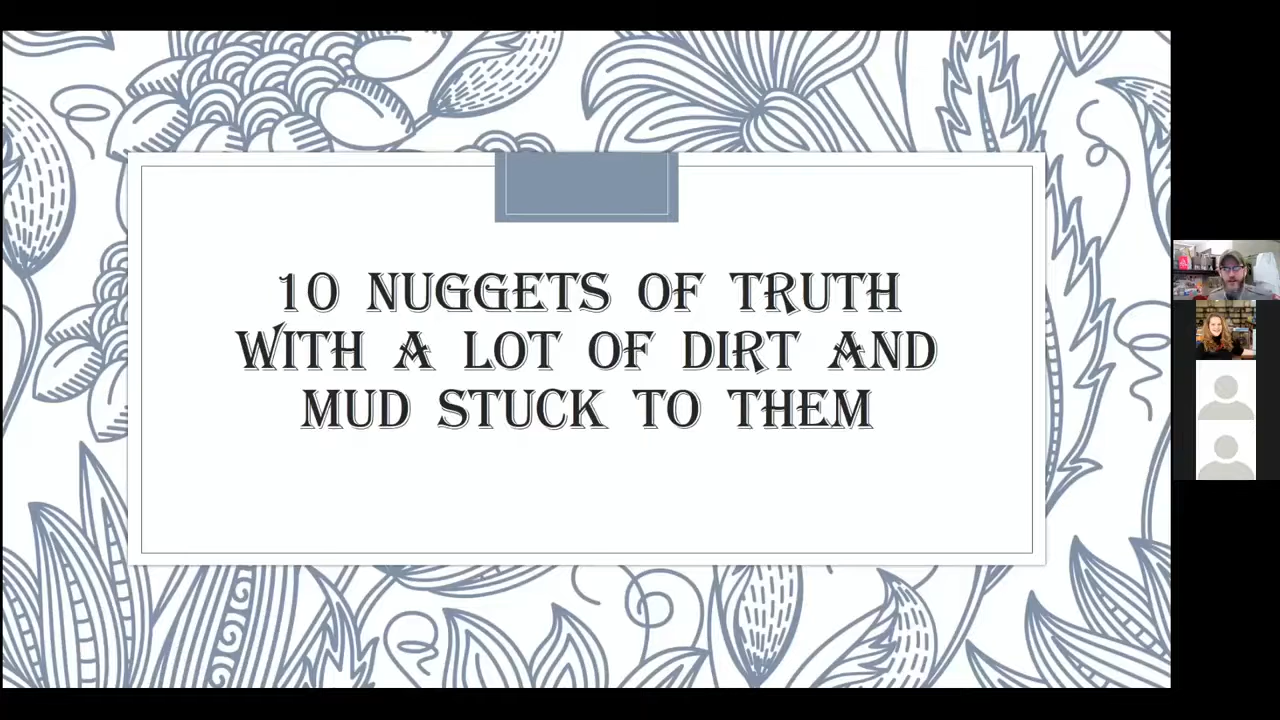 10 NUGGETS OF TRUTH
WITH A LOT OF DIRT AND
MUD STUCK TO THEM